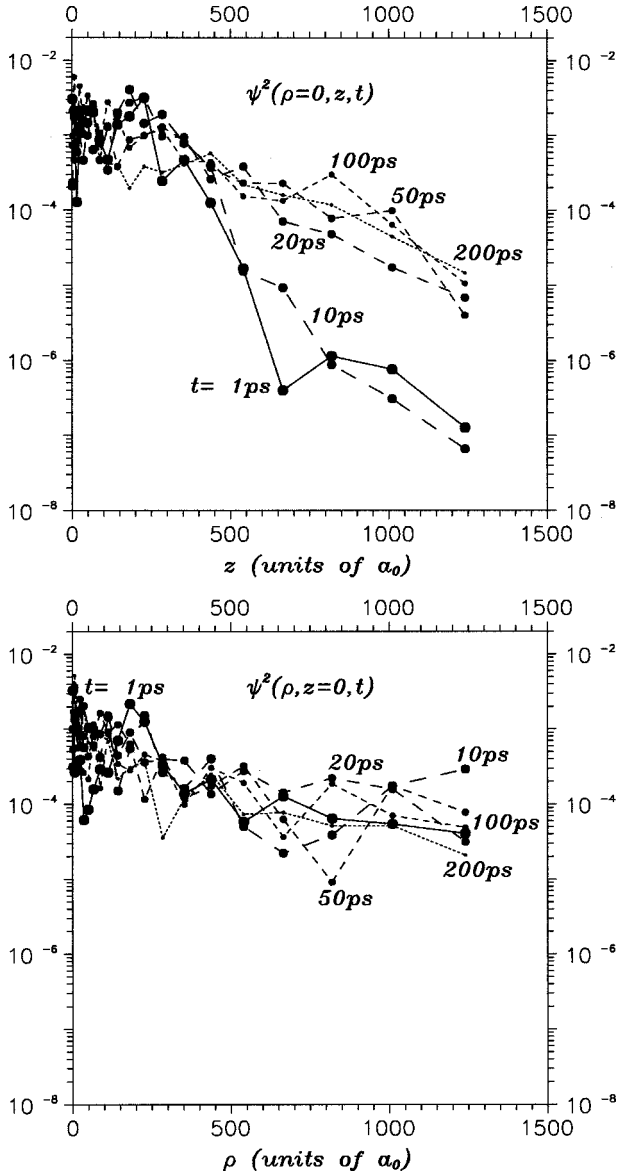 0 500 1000 1500
10⁻² 10⁻²
ψ²(ρ=0,z,t)
100ps
50ps
10⁻⁴ 10⁻⁴
20ps 200ps
10ps
10⁻⁶ 10⁻⁶
t= 1ps
10⁻⁸ 10⁻⁸
0 500 1000 1500
z (units of a₀)
0 500 1000 1500
10⁻² 10⁻²
t= 1ps ψ²(ρ,z=0,t)
20ps 10ps
10⁻⁴ 10⁻⁴
100ps
50ps 200ps
10⁻⁶ 10⁻⁶
10⁻⁸ 10⁻⁸
0 500 1000 1500
ρ (units of a₀)